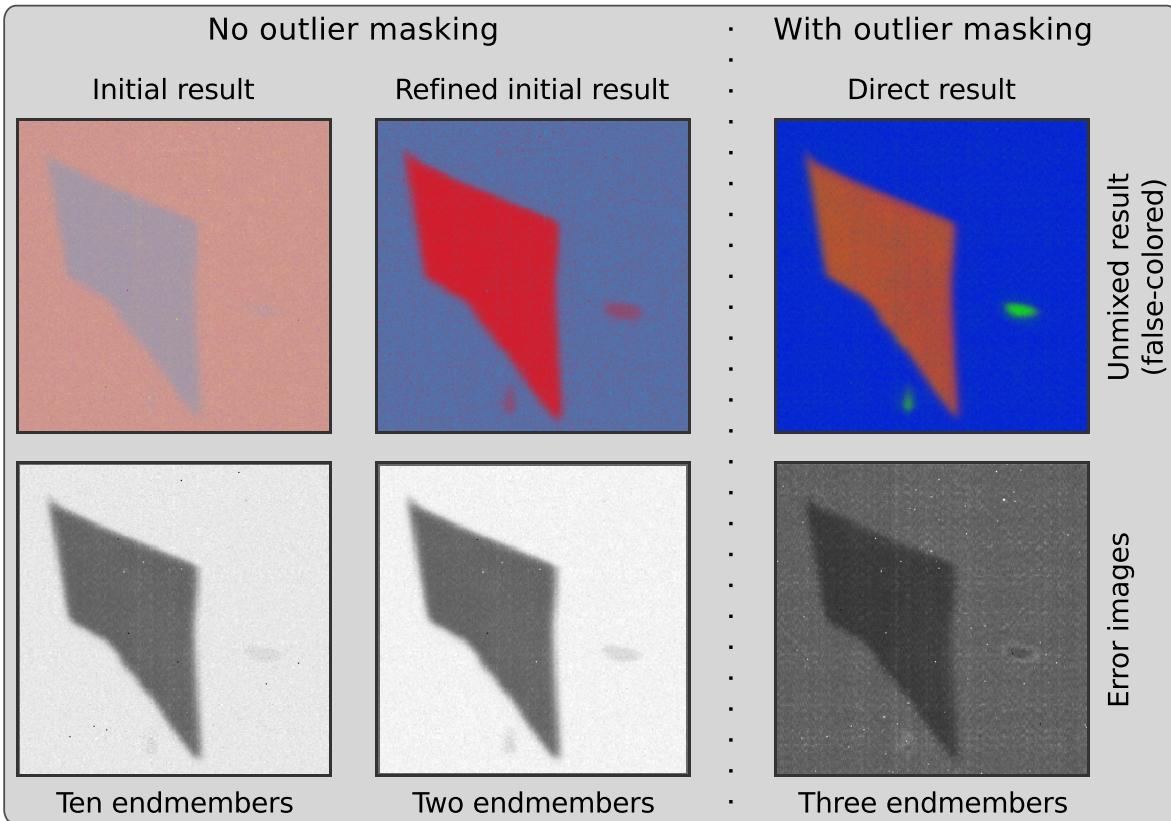 No outlier masking
With outlier masking
Initial result
Refined initial result
Direct result
Unmixed result
(false-colored)
Error images
Ten endmembers
Two endmembers
Three endmembers